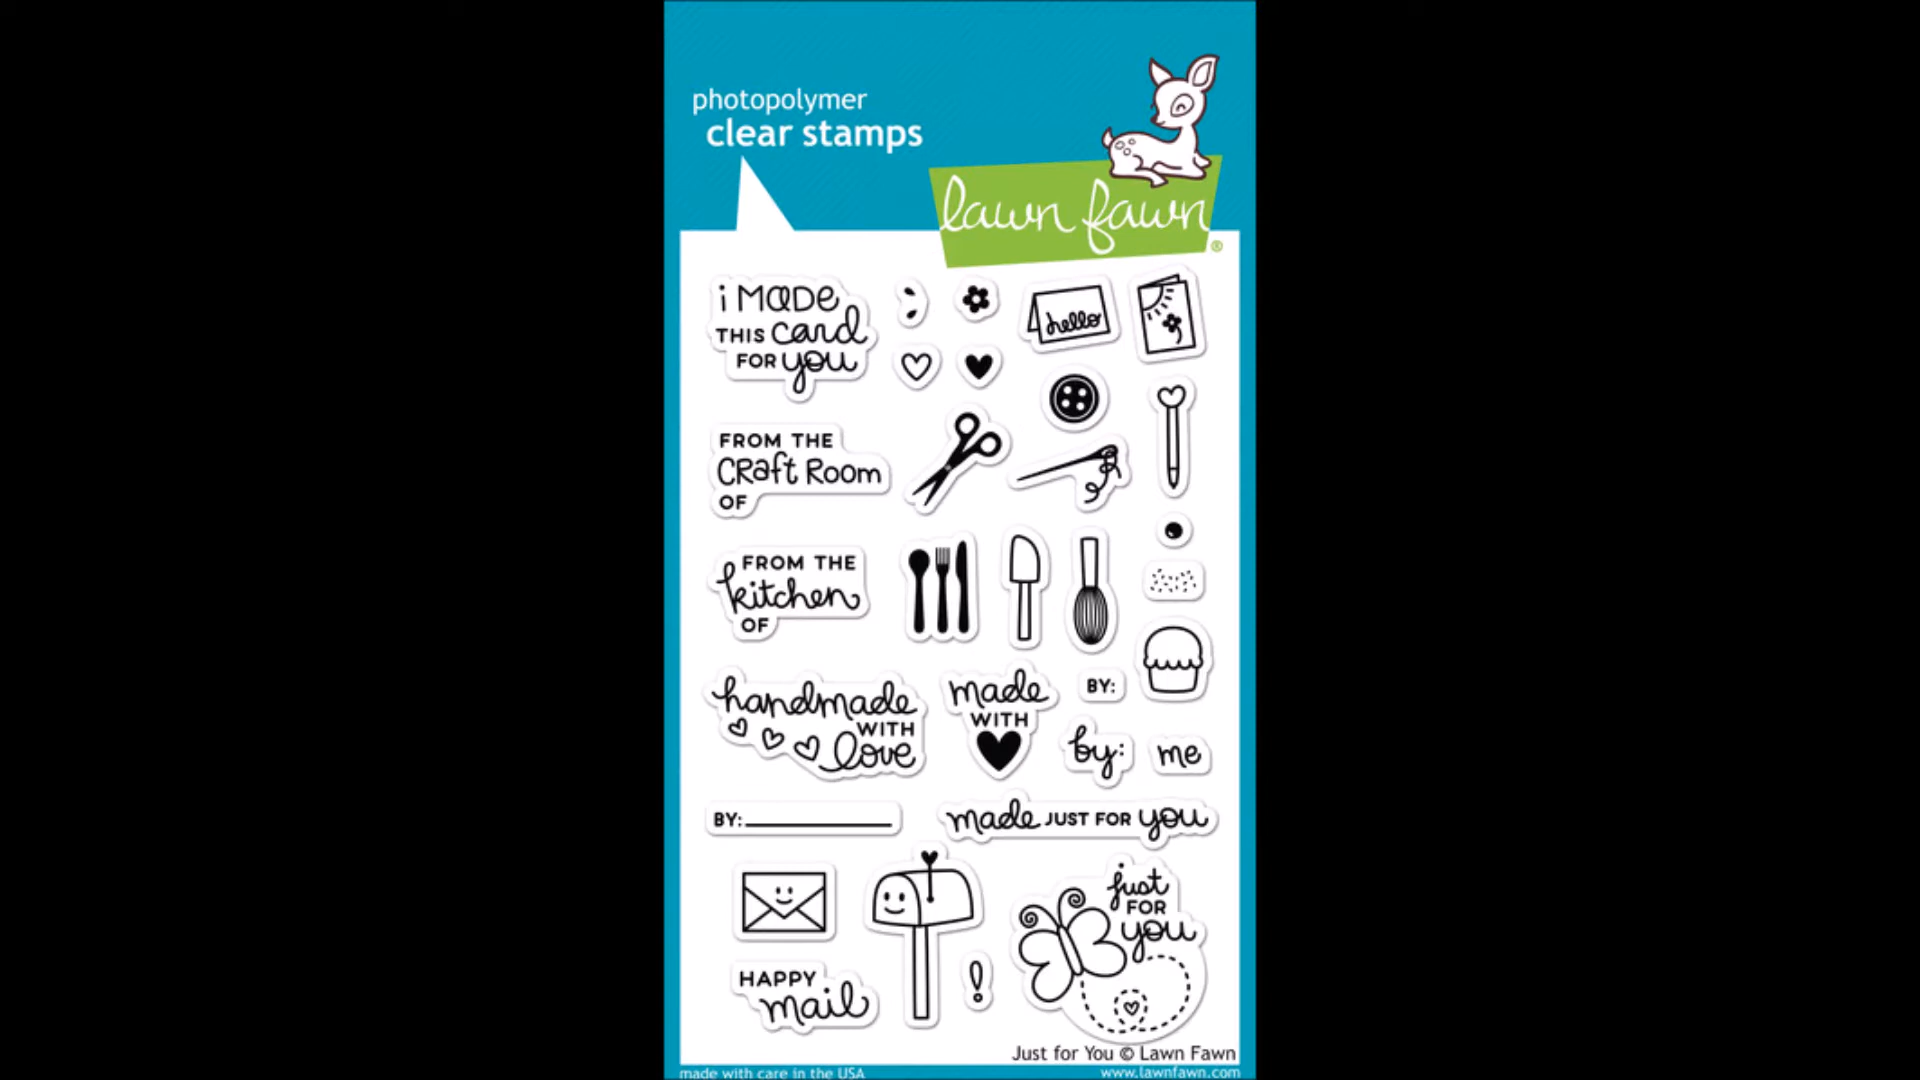 photopolymer
clear stamps
lawn fawn®
i MADE
THIS card
FOR you
hello
FROM THE
CRaft Room
OF
FROM THE
kitchen
OF
handmade
WITH
love
made
WITH
BY:
by:
me
BY:
made JUST FOR you
just
FOR
you
HAPPY
mail
!
Just for You © Lawn Fawn
made with care in the USA
www.lawnfawn.com